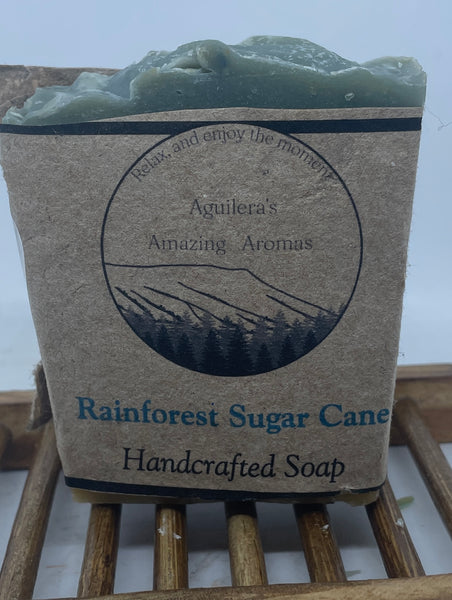 Relax, and enjoy the moment
Aguilera's
Amazing Aromas
Rainforest Sugar Cane
Handcrafted Soap